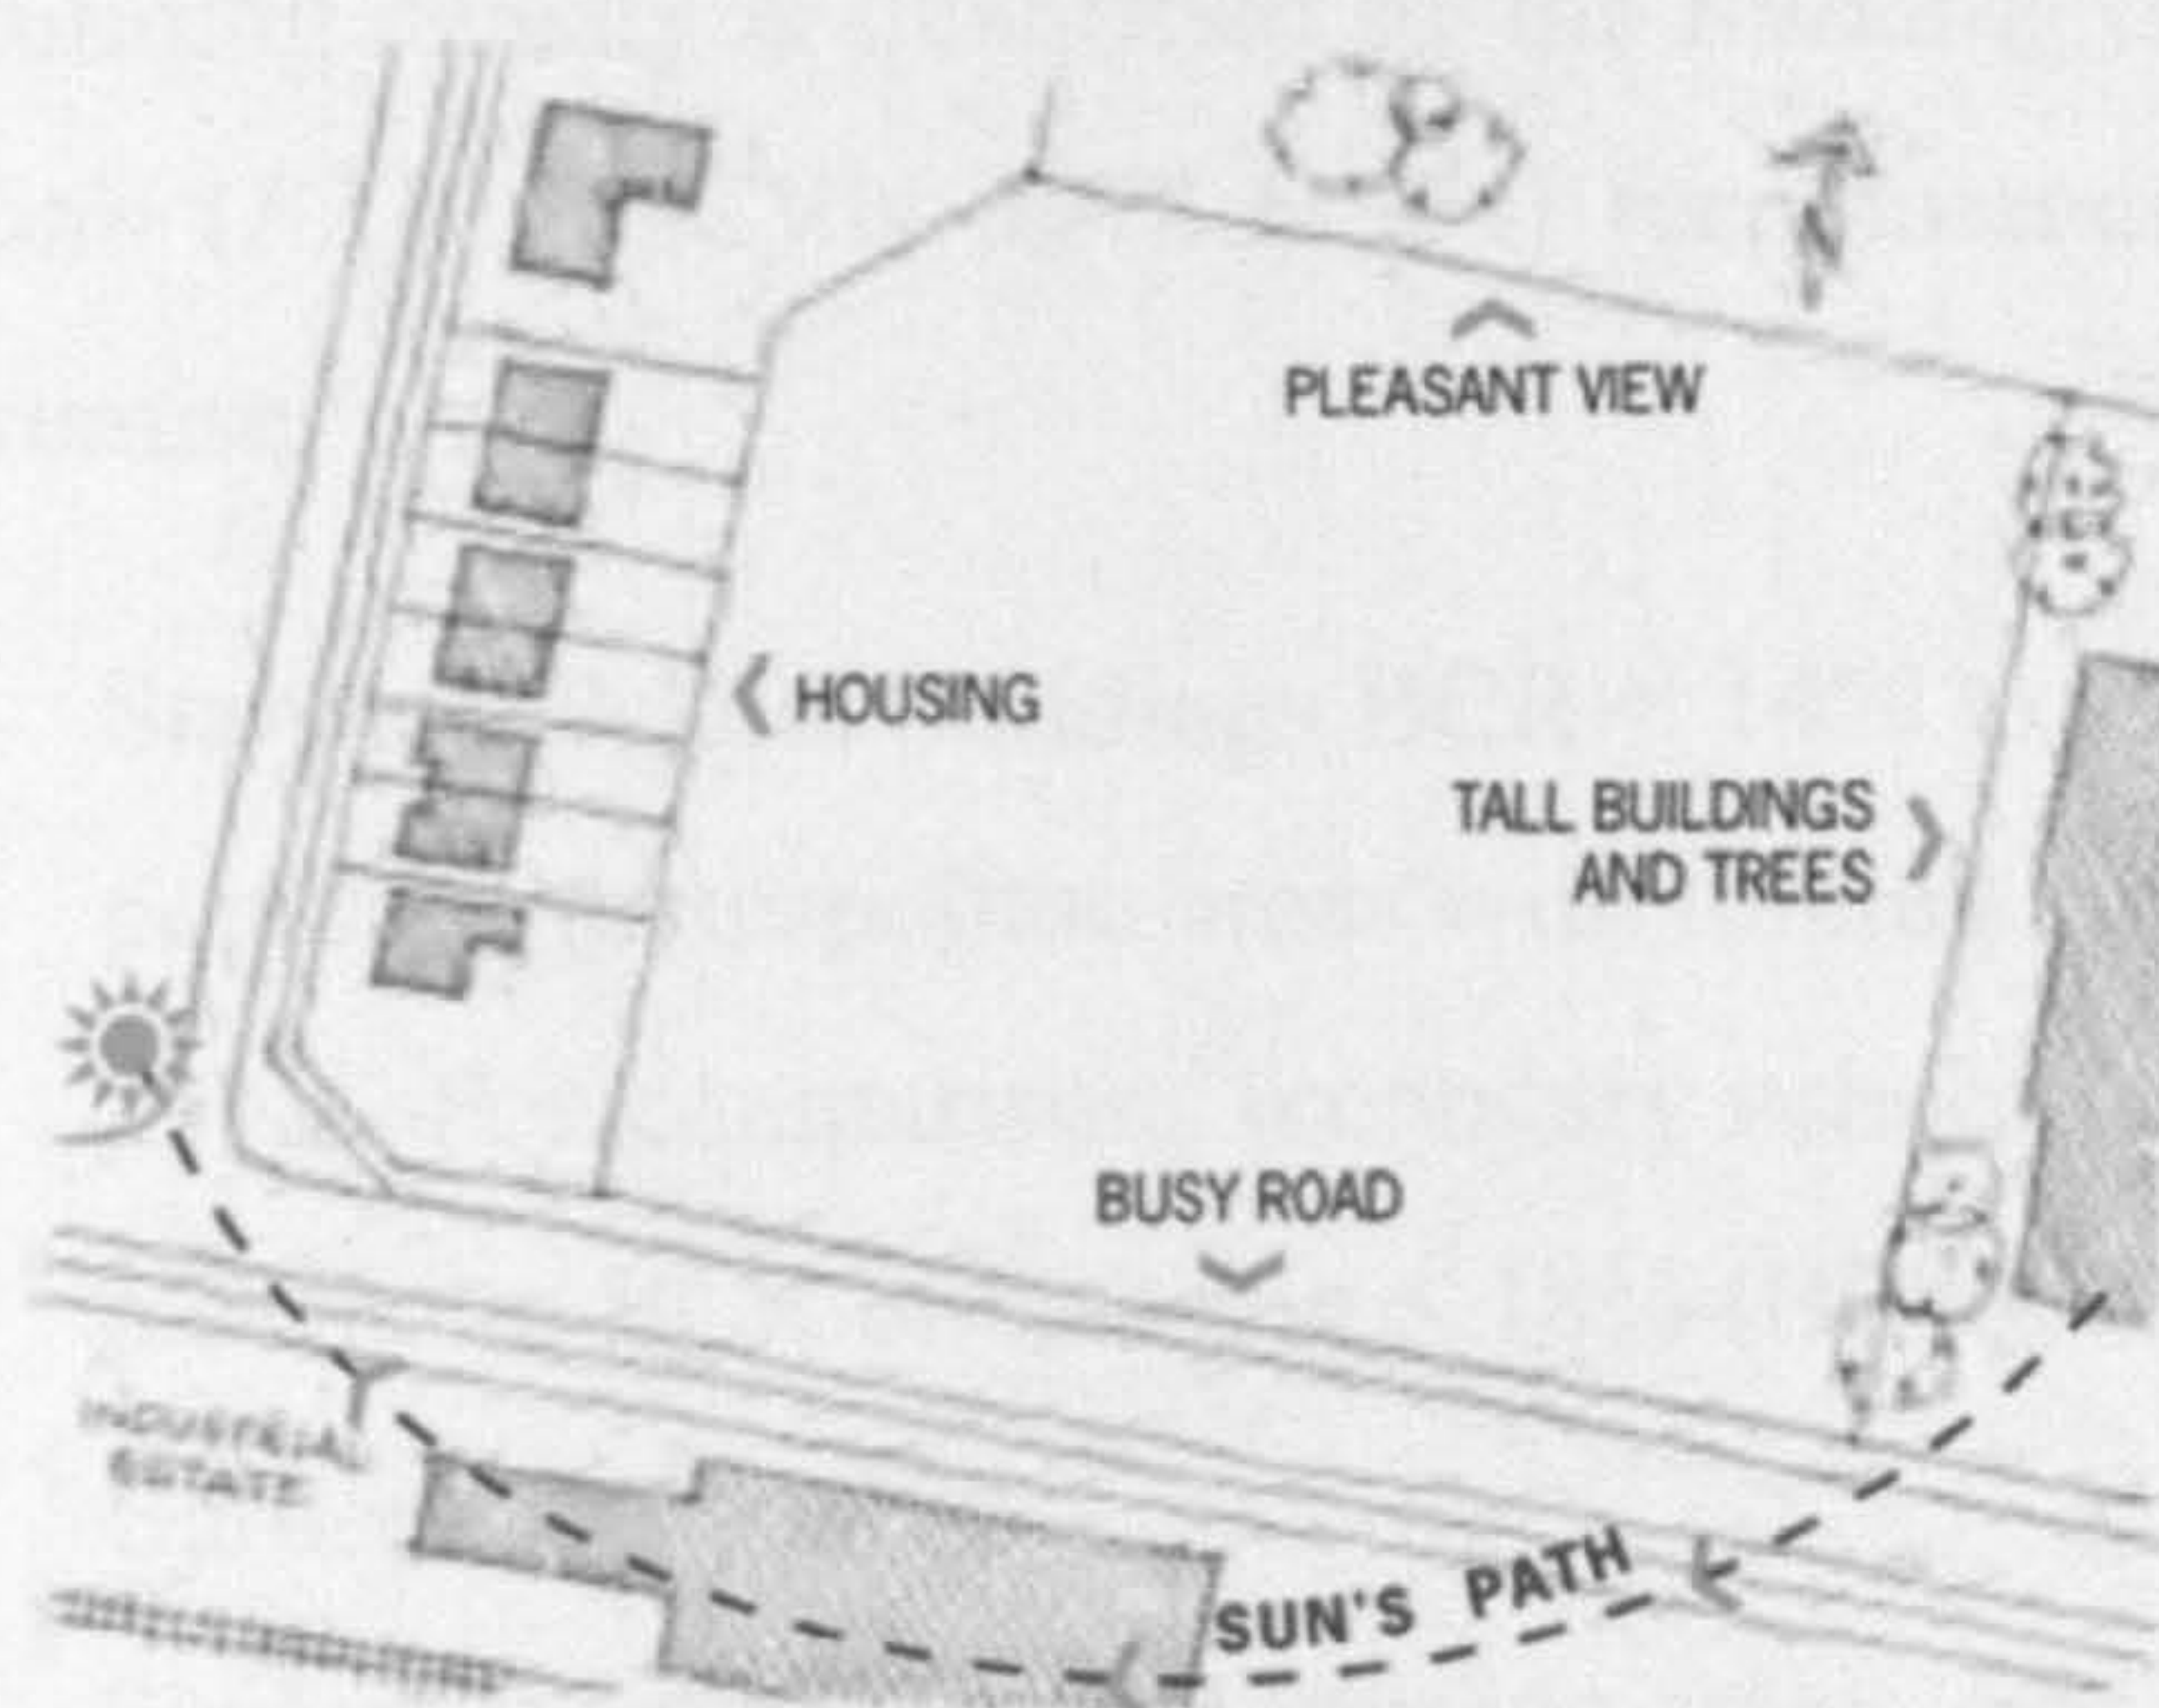 N
PLEASANT VIEW
HOUSING
TALL BUILDINGS
AND TREES
BUSY ROAD
INDUSTRIAL
ESTATE
SUN'S PATH